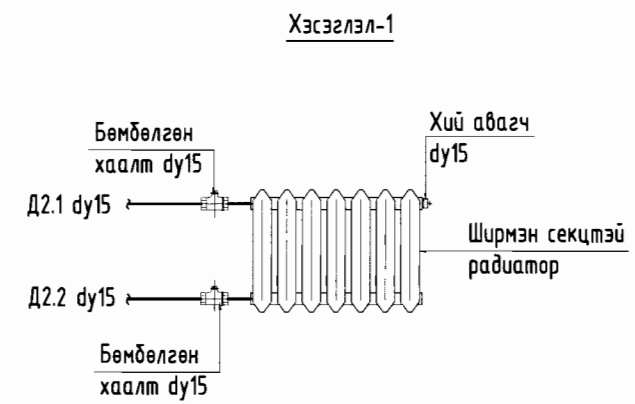 Хэсэглэл-1
Бөмбөлгөн
хаалт dy15
Хий авагч
dy15
Д2.1 dy15
Ширмэн секцтэй
радиатор
Д2.2 dy15
Бөмбөлгөн
хаалт dy15